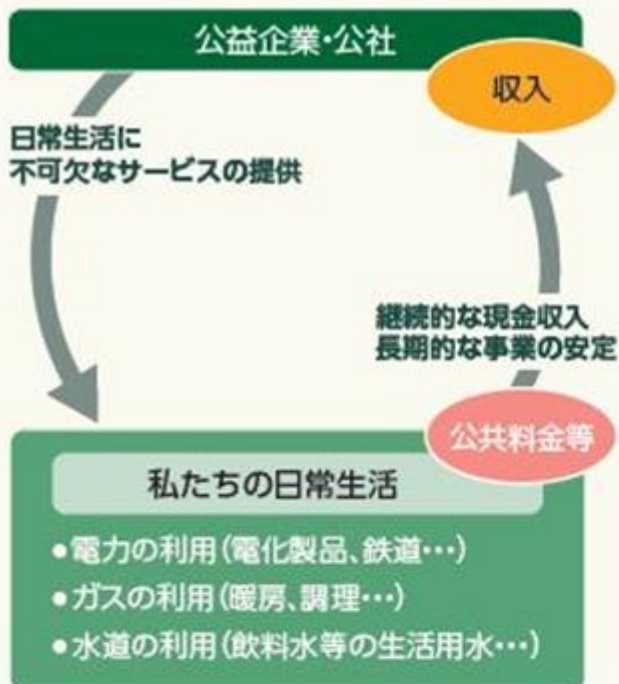 公益企業・公社
収入
日常生活に
不可欠なサービスの提供
継続的な現金収入
長期的な事業の安定
公共料金等
私たちの日常生活
●電力の利用(電化製品、鉄道…)
●ガスの利用(暖房、調理…)
●水道の利用(飲料水等の生活用水…)